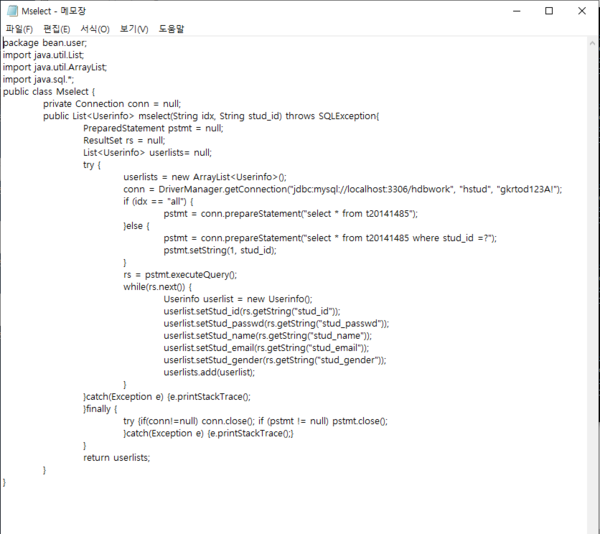 Mselect - 메모장
파일(F) 편집(E) 서식(O) 보기(V) 도움말
package bean.user;
import java.util.List;
import java.util.ArrayList;
import java.sql.*;
public class Mselect {
private Connection conn = null;
public List<Userinfo> mselect(String idx, String stud_id) throws SQLException{
PreparedStatement pstmt = null;
ResultSet rs = null;
List<Userinfo> userlists= null;
try {
userlists = new ArrayList<Userinfo>();
conn = DriverManager.getConnection("jdbc:mysql://localhost:3306/hdbwork", "hstud", "gkrtod123A!");
if (idx == "all") {
pstmt = conn.prepareStatement("select * from t20141485");
}else {
pstmt = conn.prepareStatement("select * from t20141485 where stud_id =?");
pstmt.setString(1, stud_id);
}
rs = pstmt.executeQuery();
while(rs.next()) {
Userinfo userlist = new Userinfo();
userlist.setStud_id(rs.getString("stud_id"));
userlist.setStud_passwd(rs.getString("stud_passwd"));
userlist.setStud_name(rs.getString("stud_name"));
userlist.setStud_email(rs.getString("stud_email"));
userlist.setStud_gender(rs.getString("stud_gender"));
userlists.add(userlist);
}
}catch(Exception e) {e.printStackTrace();
}finally {
try {if(conn!=null) conn.close(); if (pstmt != null) pstmt.close();
}catch(Exception e) {e.printStackTrace();}
}
return userlists;
}
}